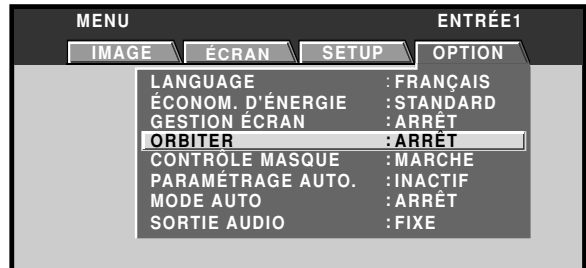 MENU ENTRÉE1
IMAGE ÉCRAN SETUP OPTION
LANGUAGE :FRANÇAIS
ÉCONOM. D'ÉNERGIE :STANDARD
GESTION ÉCRAN :ARRÊT
ORBITER :ARRÊT
CONTRÔLE MASQUE :MARCHE
PARAMÉTRAGE AUTO. :INACTIF
MODE AUTO :ARRÊT
SORTIE AUDIO :FIXE